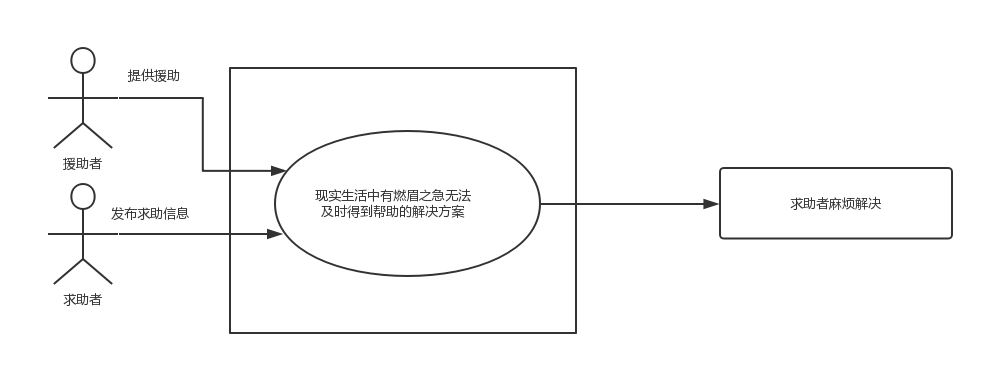 提供援助
援助者
发布求助信息
求助者
现实生活中有燃眉之急无法
及时得到帮助的解决方案
求助者麻烦解决